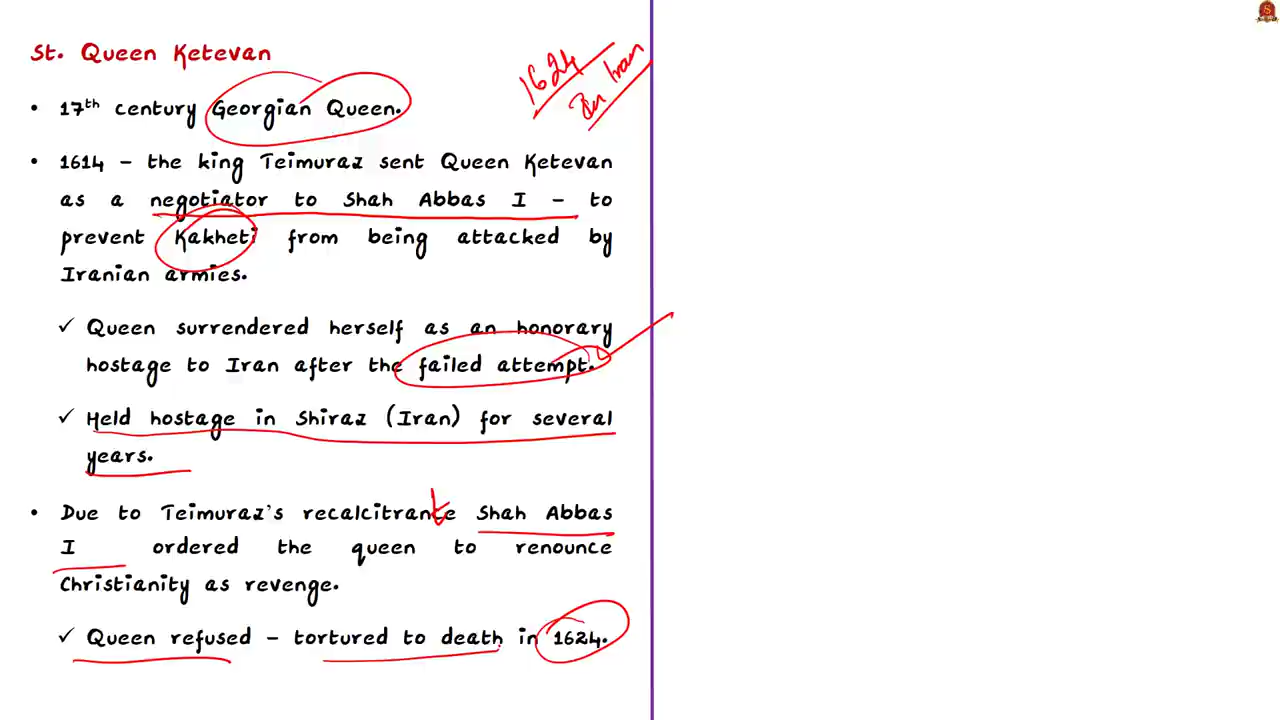 St. Queen Ketevan
1624
In Iran
• 17th century Georgian Queen.
• 1614 – the king Teimuraz sent Queen Ketevan
as a negotiator to Shah Abbas I – to
prevent Kakheti from being attacked by
Iranian armies.
✓ Queen surrendered herself as an honorary
hostage to Iran after the failed attempt.
✓ Held hostage in Shiraz (Iran) for several
years.
• Due to Teimuraz's recalcitrante Shah Abbas
I ordered the queen to renounce
Christianity as revenge.
✓ Queen refused – tortured to death in 1624.